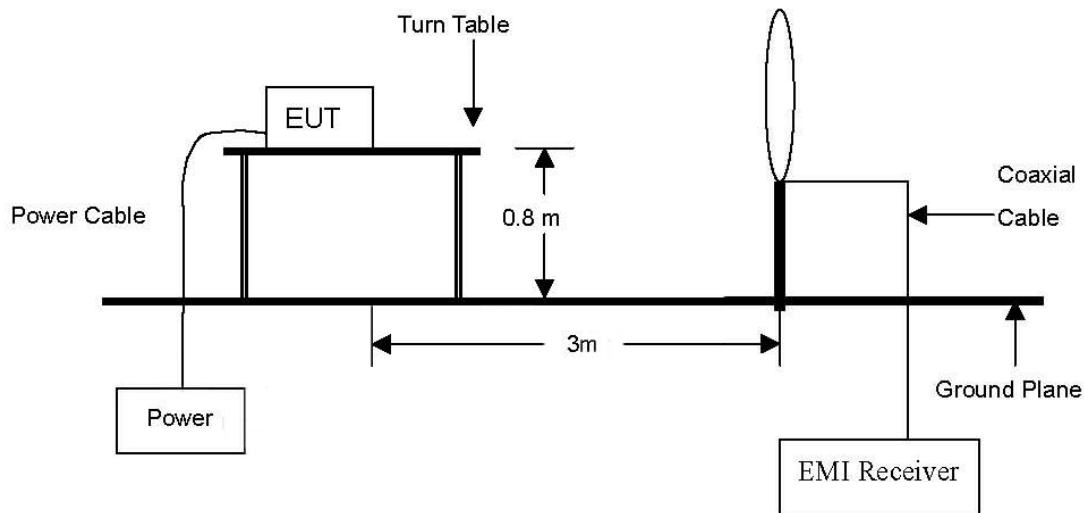 Turn Table
EUT
Power Cable
0.8 m
Coaxial
Cable
3m
Ground Plane
Power
EMI Receiver